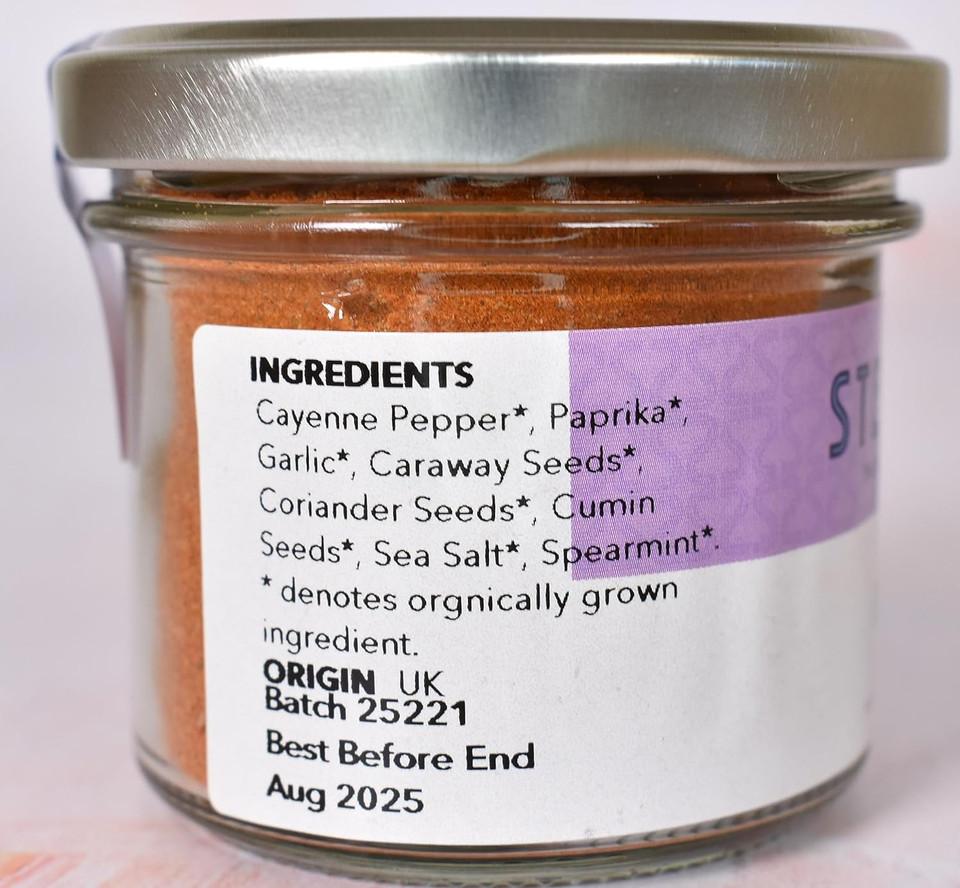 INGREDIENTS
Cayenne Pepper*, Paprika*,
Garlic*, Caraway Seeds*,
Coriander Seeds*, Cumin
Seeds*, Sea Salt*, Spearmint*.
* denotes orgnically grown
ingredient.
ORIGIN UK
Batch 25221
Best Before End
Aug 2025